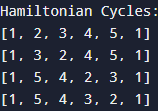 Hamiltonian Cycles:
[1, 2, 3, 4, 5, 1]
[1, 3, 2, 4, 5, 1]
[1, 5, 4, 2, 3, 1]
[1, 5, 4, 3, 2, 1]